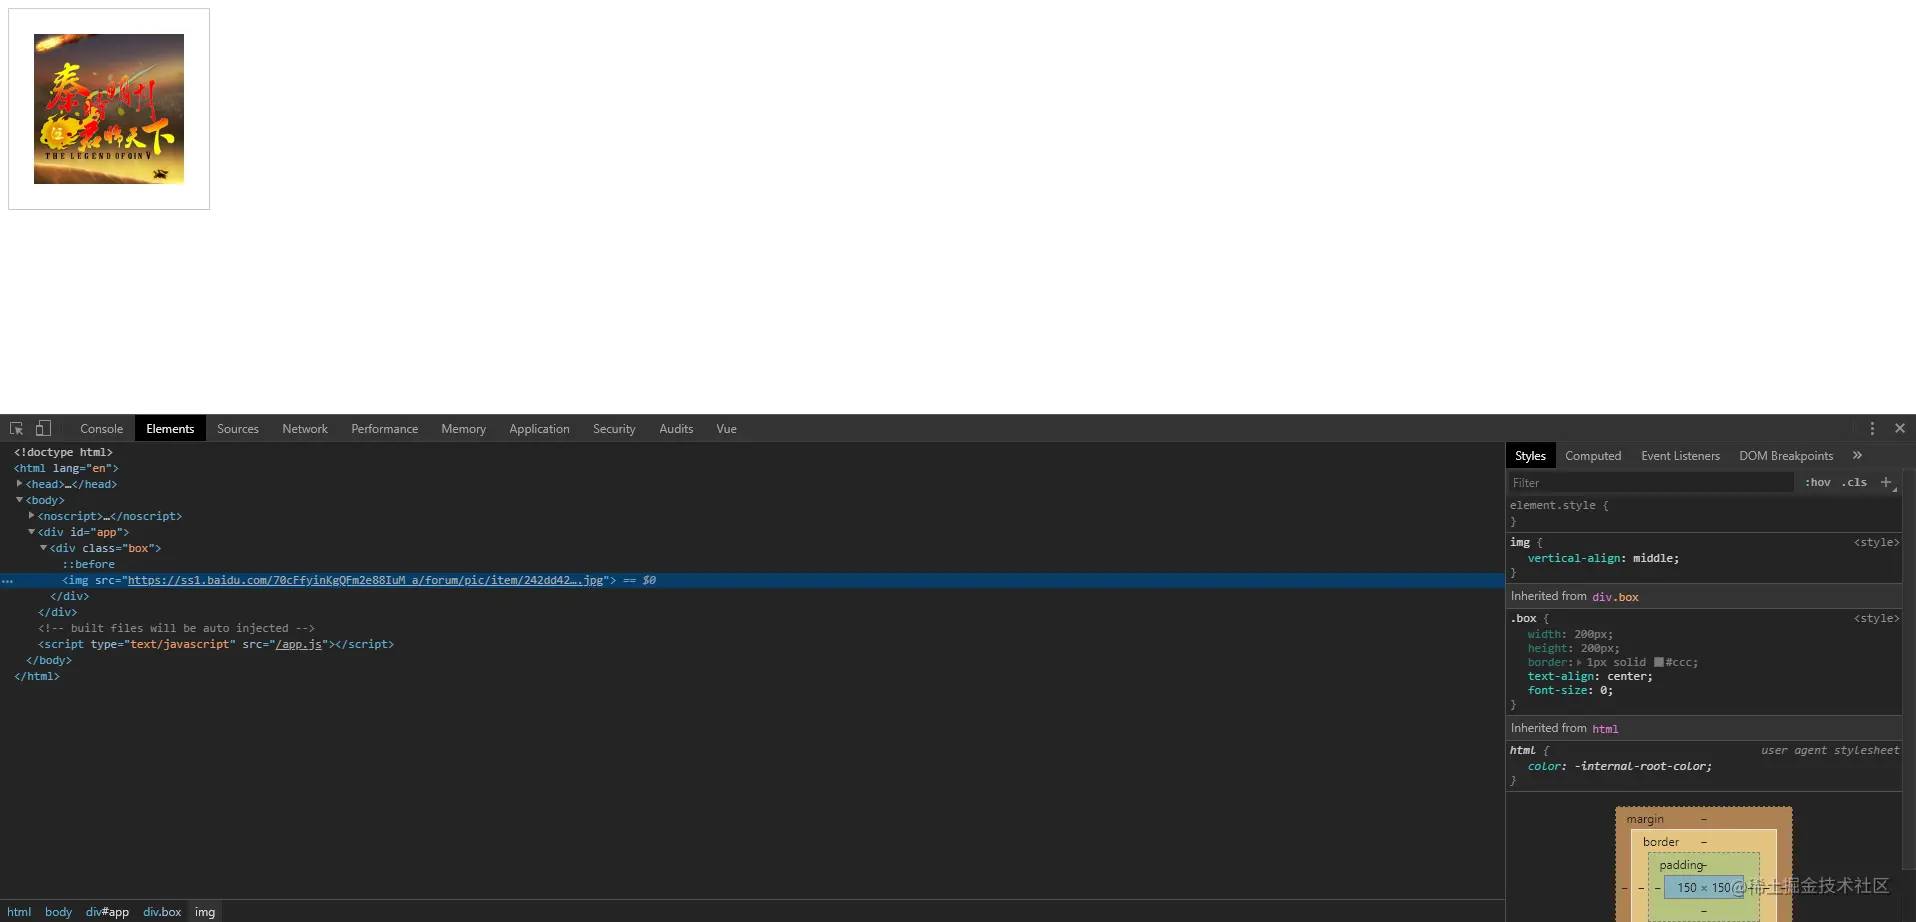 秦时明月
君临天下
THE LEGEND OF QIN V
Console Elements Sources Network Performance Memory Application Security Audits Vue
<!doctype html>
<html lang="en">
<head>…</head>
<body>
<noscript>…</noscript>
<div id="app">
<div class="box">
::before
<img src="https://ss1.baidu.com/70cFfyinKgQFm2e88IuM_a/forum/pic/item/242dd42….jpg"> == $0
</div>
</div>
<!-- built files will be auto injected -->
<script type="text/javascript" src="/app.js"></script>
</body>
</html>
html body div#app div.box img
Styles Computed Event Listeners DOM Breakpoints »
Filter :hov .cls +
element.style {
}
img { <style>
vertical-align: middle;
}
Inherited from div.box
.box { <style>
width: 200px;
height: 200px;
border: 1px solid #ccc;
text-align: center;
font-size: 0;
}
Inherited from html
html { user agent stylesheet
color: -internal-root-color;
}
margin –
border –
padding –
– – – 150 × 150 – – –
–
@稀土掘金技术社区